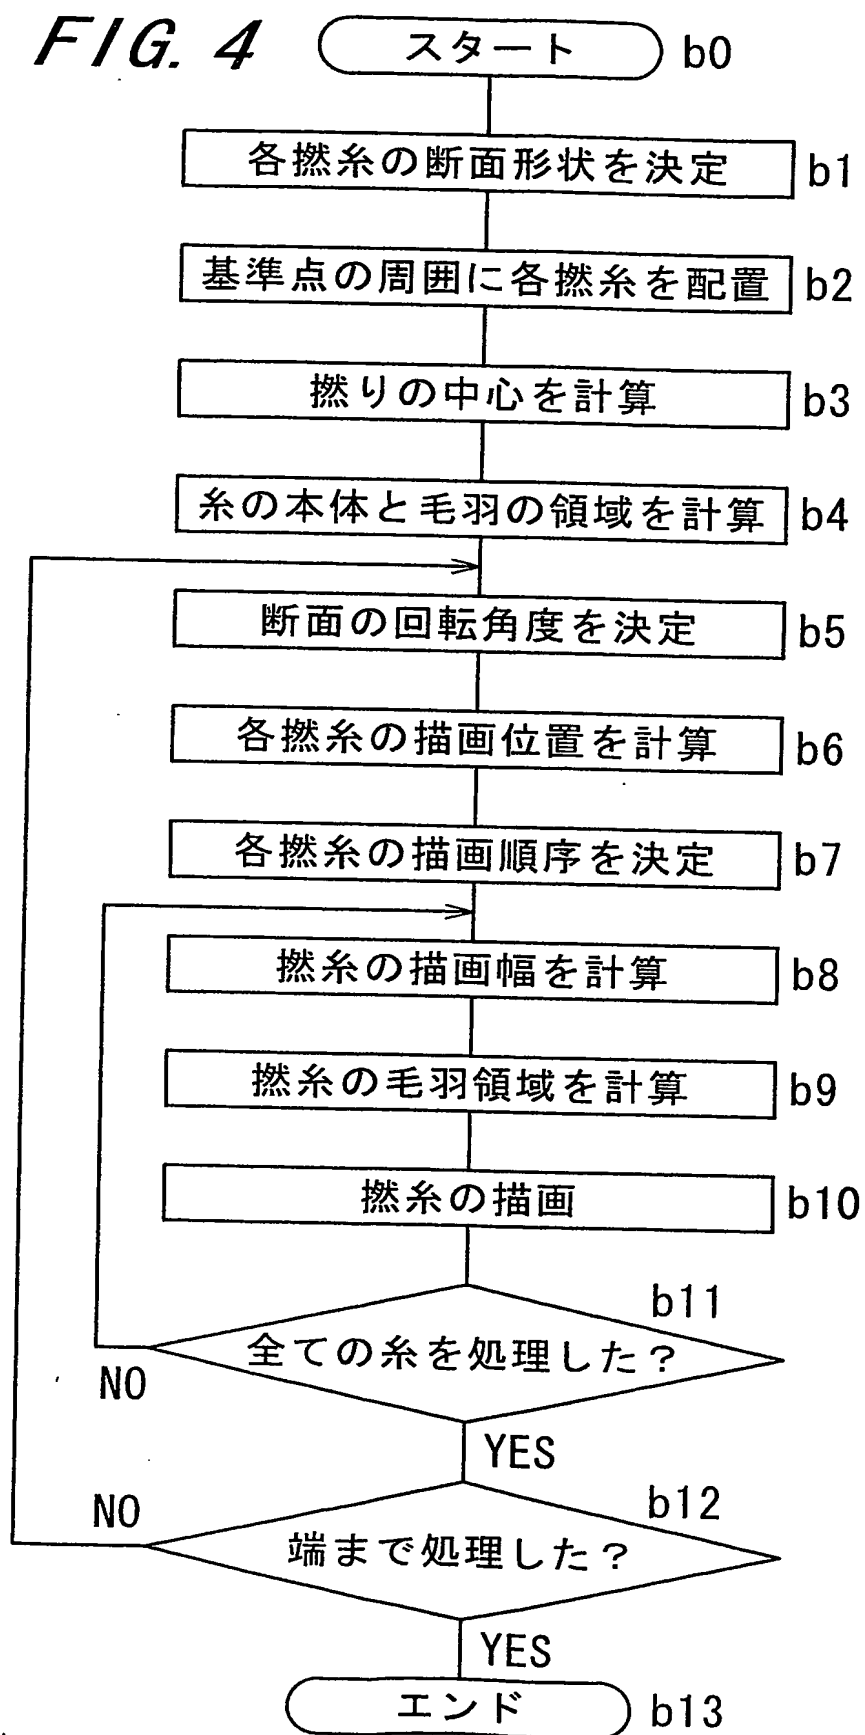 FIG. 4
スタート b0
各撚糸の断面形状を決定 b1
基準点の周囲に各撚糸を配置 b2
撚りの中心を計算 b3
糸の本体と毛羽の領域を計算 b4
断面の回転角度を決定 b5
各撚糸の描画位置を計算 b6
各撚糸の描画順序を決定 b7
撚糸の描画幅を計算 b8
撚糸の毛羽領域を計算 b9
撚糸の描画 b10
b11
全ての糸を処理した？
NO
YES
NO
b12
端まで処理した？
YES
エンド b13